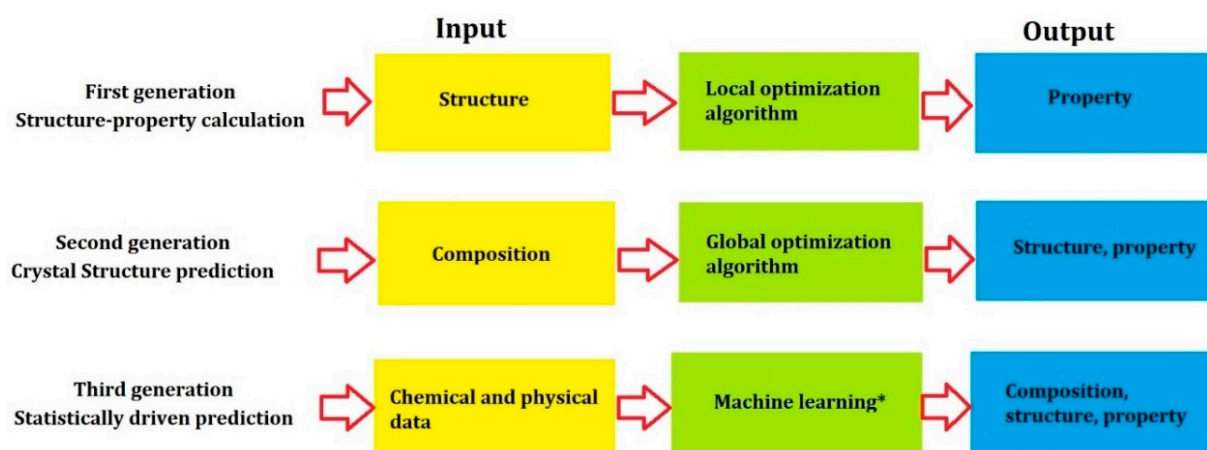 Input
Output
First generation
Structure-property calculation
Structure
Local optimization
algorithm
Property
Second generation
Crystal Structure prediction
Composition
Global optimization
algorithm
Structure, property
Third generation
Statistically driven prediction
Chemical and physical
data
Machine learning*
Composition,
structure, property